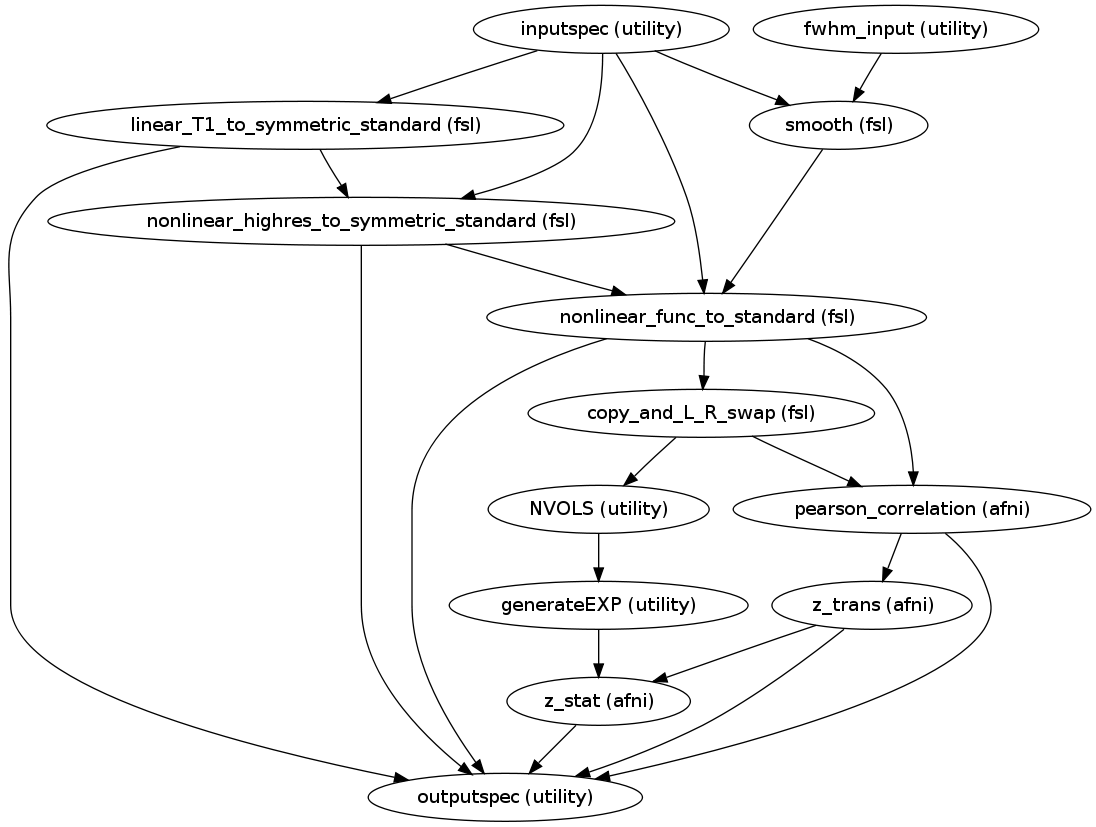 inputspec (utility)
fwhm_input (utility)
linear_T1_to_symmetric_standard (fsl)
smooth (fsl)
nonlinear_highres_to_symmetric_standard (fsl)
nonlinear_func_to_standard (fsl)
copy_and_L_R_swap (fsl)
NVOLS (utility)
pearson_correlation (afni)
generateEXP (utility)
z_trans (afni)
z_stat (afni)
outputspec (utility)